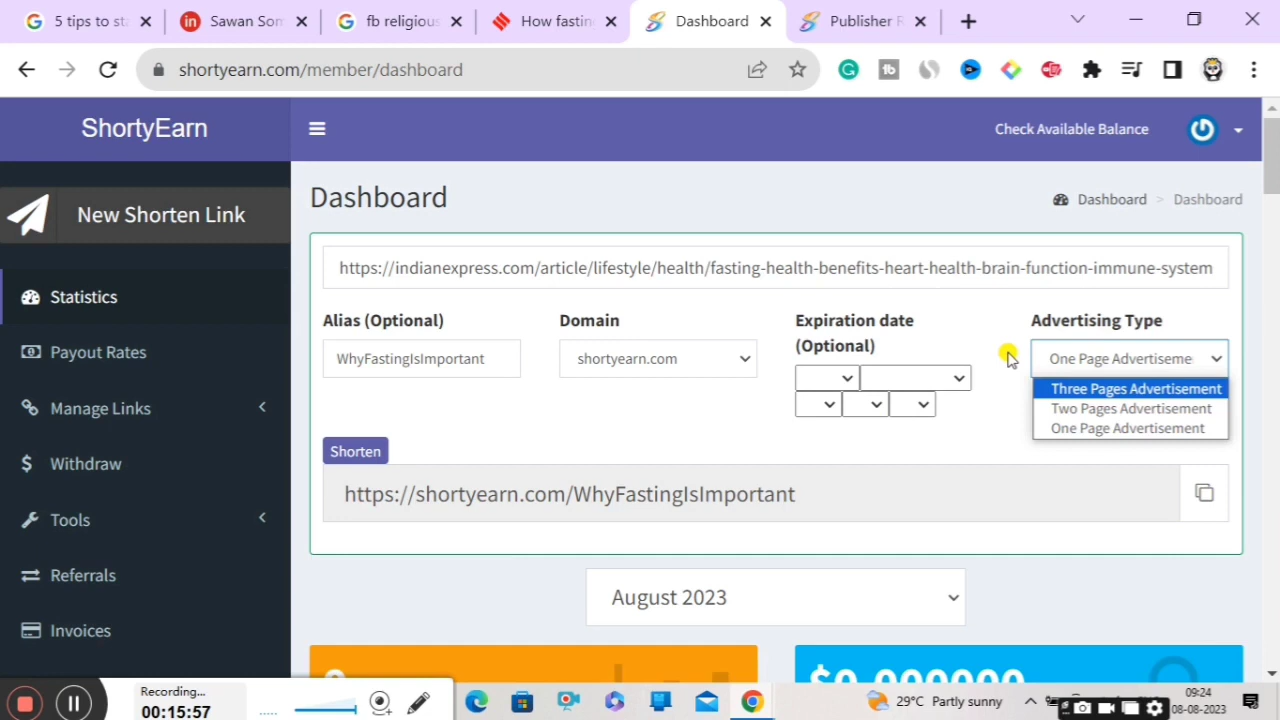 5 tips to sta
Sawan Som
fb religious
How fasting
Dashboard
Publisher R
shortyearn.com/member/dashboard
ShortyEarn
Check Available Balance
New Shorten Link
Dashboard
Dashboard > Dashboard
https://indianexpress.com/article/lifestyle/health/fasting-health-benefits-heart-health-brain-function-immune-system
Statistics
Alias (Optional)
Domain
Expiration date
(Optional)
Advertising Type
WhyFastingIsImportant
shortyearn.com
One Page Advertiseme
Payout Rates
Three Pages Advertisement
Two Pages Advertisement
One Page Advertisement
Manage Links
Shorten
Withdraw
https://shortyearn.com/WhyFastingIsImportant
Tools
Referrals
August 2023
Invoices
Recording...
00:15:57
29°C Partly sunny
09:24
08-08-2023